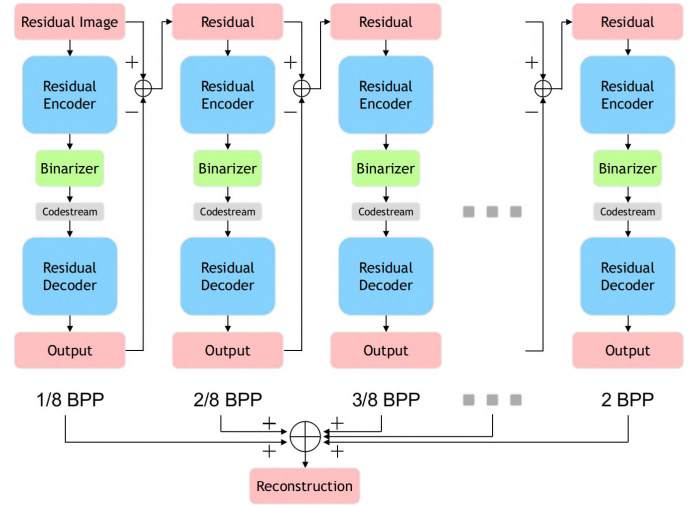 Residual Image
Residual
Residual
Residual
+
+
+
−
−
−
Residual
Encoder
Residual
Encoder
Residual
Encoder
Residual
Encoder
Binarizer
Binarizer
Binarizer
Binarizer
Codestream
Codestream
Codestream
Codestream
Residual
Decoder
Residual
Decoder
Residual
Decoder
Residual
Decoder
Output
Output
Output
Output
1/8 BPP
2/8 BPP
3/8 BPP
2 BPP
+
+
+
+
Reconstruction